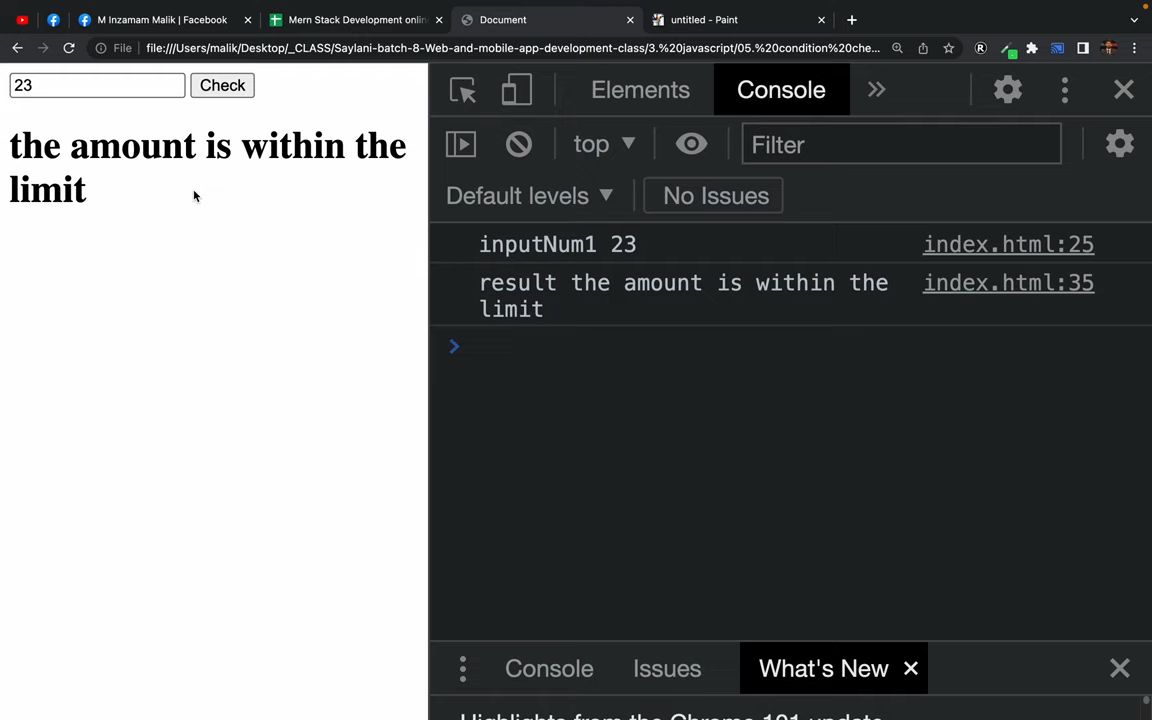 M Inzamam Malik | Facebook
Mern Stack Development onlin
Document
untitled - Paint
File
file:///Users/malik/Desktop/_CLASS/Saylani-batch-8-Web-and-mobile-app-development-class/3.%20javascript/05.%20condition%20che...
23
Check
the amount is within the
limit
Elements
Console
top
Filter
Default levels
No Issues
inputNum1 23
index.html:25
result the amount is within the
limit
index.html:35
Console
Issues
What's New
Highlights from the Chrome 101 update